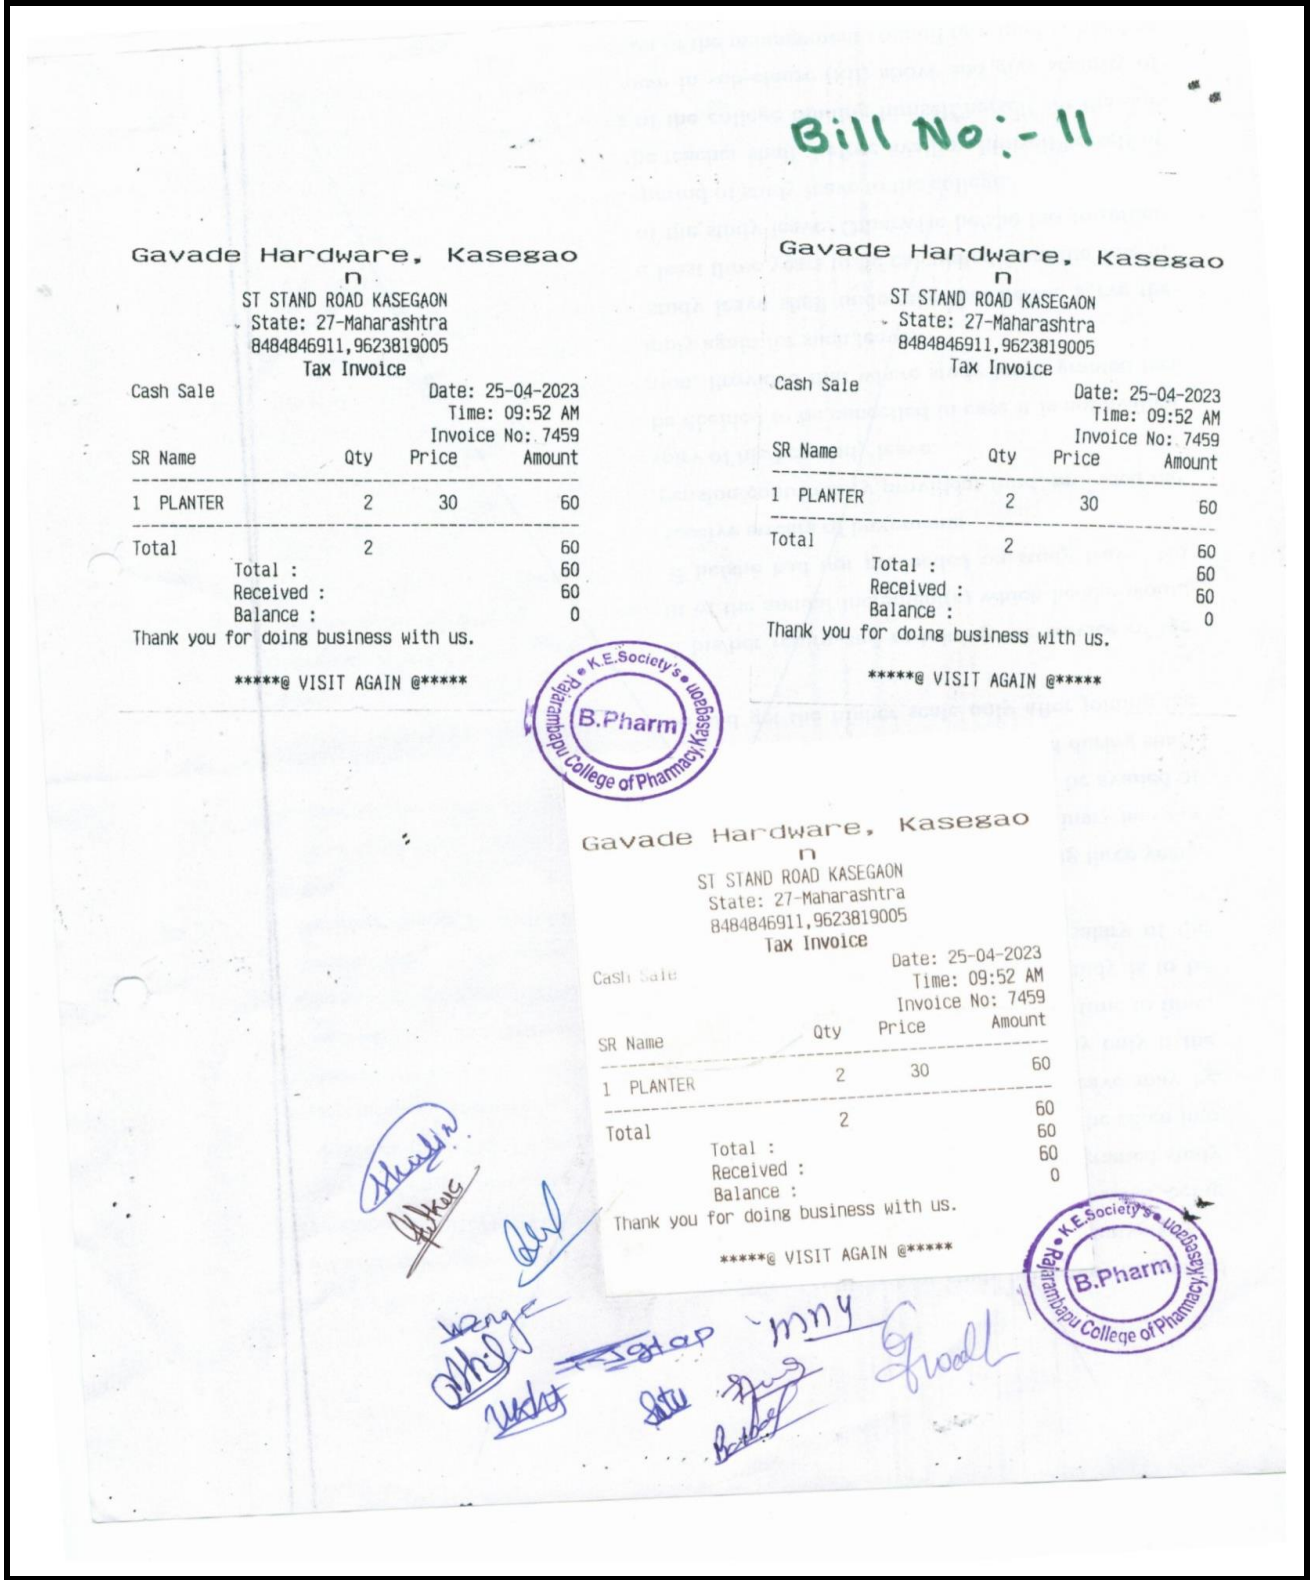 Bill No:- 11
Gavade Hardware, Kasegao
n
ST STAND ROAD KASEGAON
State: 27-Maharashtra
8484846911,9623819005
Tax Invoice
Cash Sale Date: 25-04-2023
Time: 09:52 AM
Invoice No: 7459
SR Name Qty Price Amount
1 PLANTER 2 30 60
Total 2 60
Total : 60
Received : 60
Balance : 0
Thank you for doing business with us.
*****@ VISIT AGAIN @*****
Gavade Hardware, Kasegao
n
ST STAND ROAD KASEGAON
State: 27-Maharashtra
8484846911,9623819005
Tax Invoice
Cash Sale Date: 25-04-2023
Time: 09:52 AM
Invoice No: 7459
SR Name Qty Price Amount
1 PLANTER 2 30 60
Total 2 60
Total : 60
Received : 60
Balance : 0
Thank you for doing business with us.
*****@ VISIT AGAIN @*****
K.E.Society's
Rajarambapu College of Pharmacy,Kasegaon
B.Pharm
Gavade Hardware, Kasegao
n
ST STAND ROAD KASEGAON
State: 27-Maharashtra
8484846911,9623819005
Tax Invoice
Cash Sale Date: 25-04-2023
Time: 09:52 AM
Invoice No: 7459
SR Name Qty Price Amount
1 PLANTER 2 30 60
Total 2 60
Total : 60
Received : 60
Balance : 0
Thank you for doing business with us.
*****@ VISIT AGAIN @*****
K.E.Society's
Rajarambapu College of Pharmacy,Kasegaon
B.Pharm